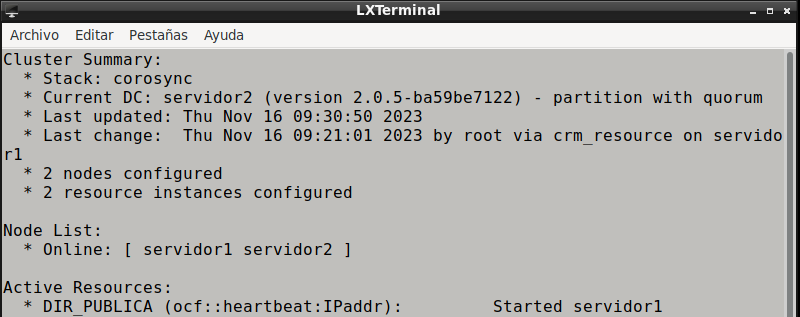 LXTerminal
Archivo Editar Pestañas Ayuda
Cluster Summary:
  * Stack: corosync
  * Current DC: servidor2 (version 2.0.5-ba59be7122) - partition with quorum
  * Last updated: Thu Nov 16 09:30:50 2023
  * Last change:  Thu Nov 16 09:21:01 2023 by root via crm_resource on servido
r1
  * 2 nodes configured
  * 2 resource instances configured

Node List:
  * Online: [ servidor1 servidor2 ]

Active Resources:
  * DIR_PUBLICA (ocf::heartbeat:IPaddr):         Started servidor1